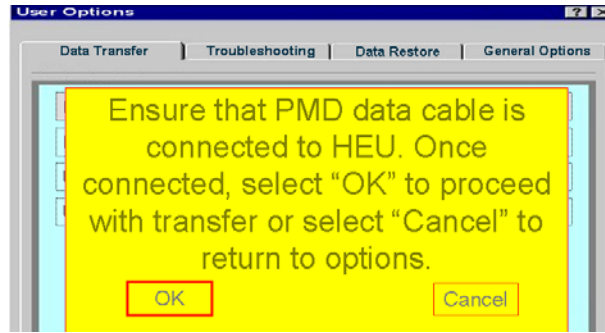 User Options
Data Transfer Troubleshooting Data Restore General Options
Ensure that PMD data cable is
connected to HEU. Once
connected, select “OK” to proceed
with transfer or select “Cancel” to
return to options.
OK Cancel